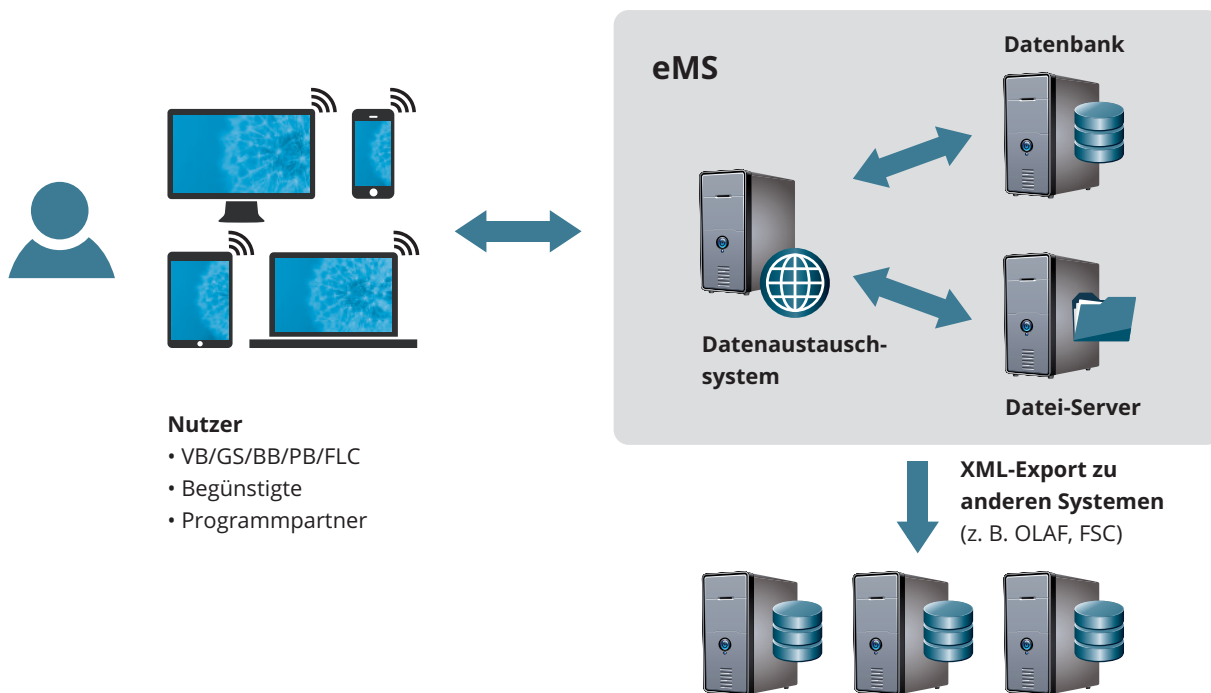 eMS
Datenbank
Datenaustausch-
system
Datei-Server
Nutzer
• VB/GS/BB/PB/FLC
• Begünstigte
• Programmpartner
XML-Export zu
anderen Systemen
(z. B. OLAF, FSC)